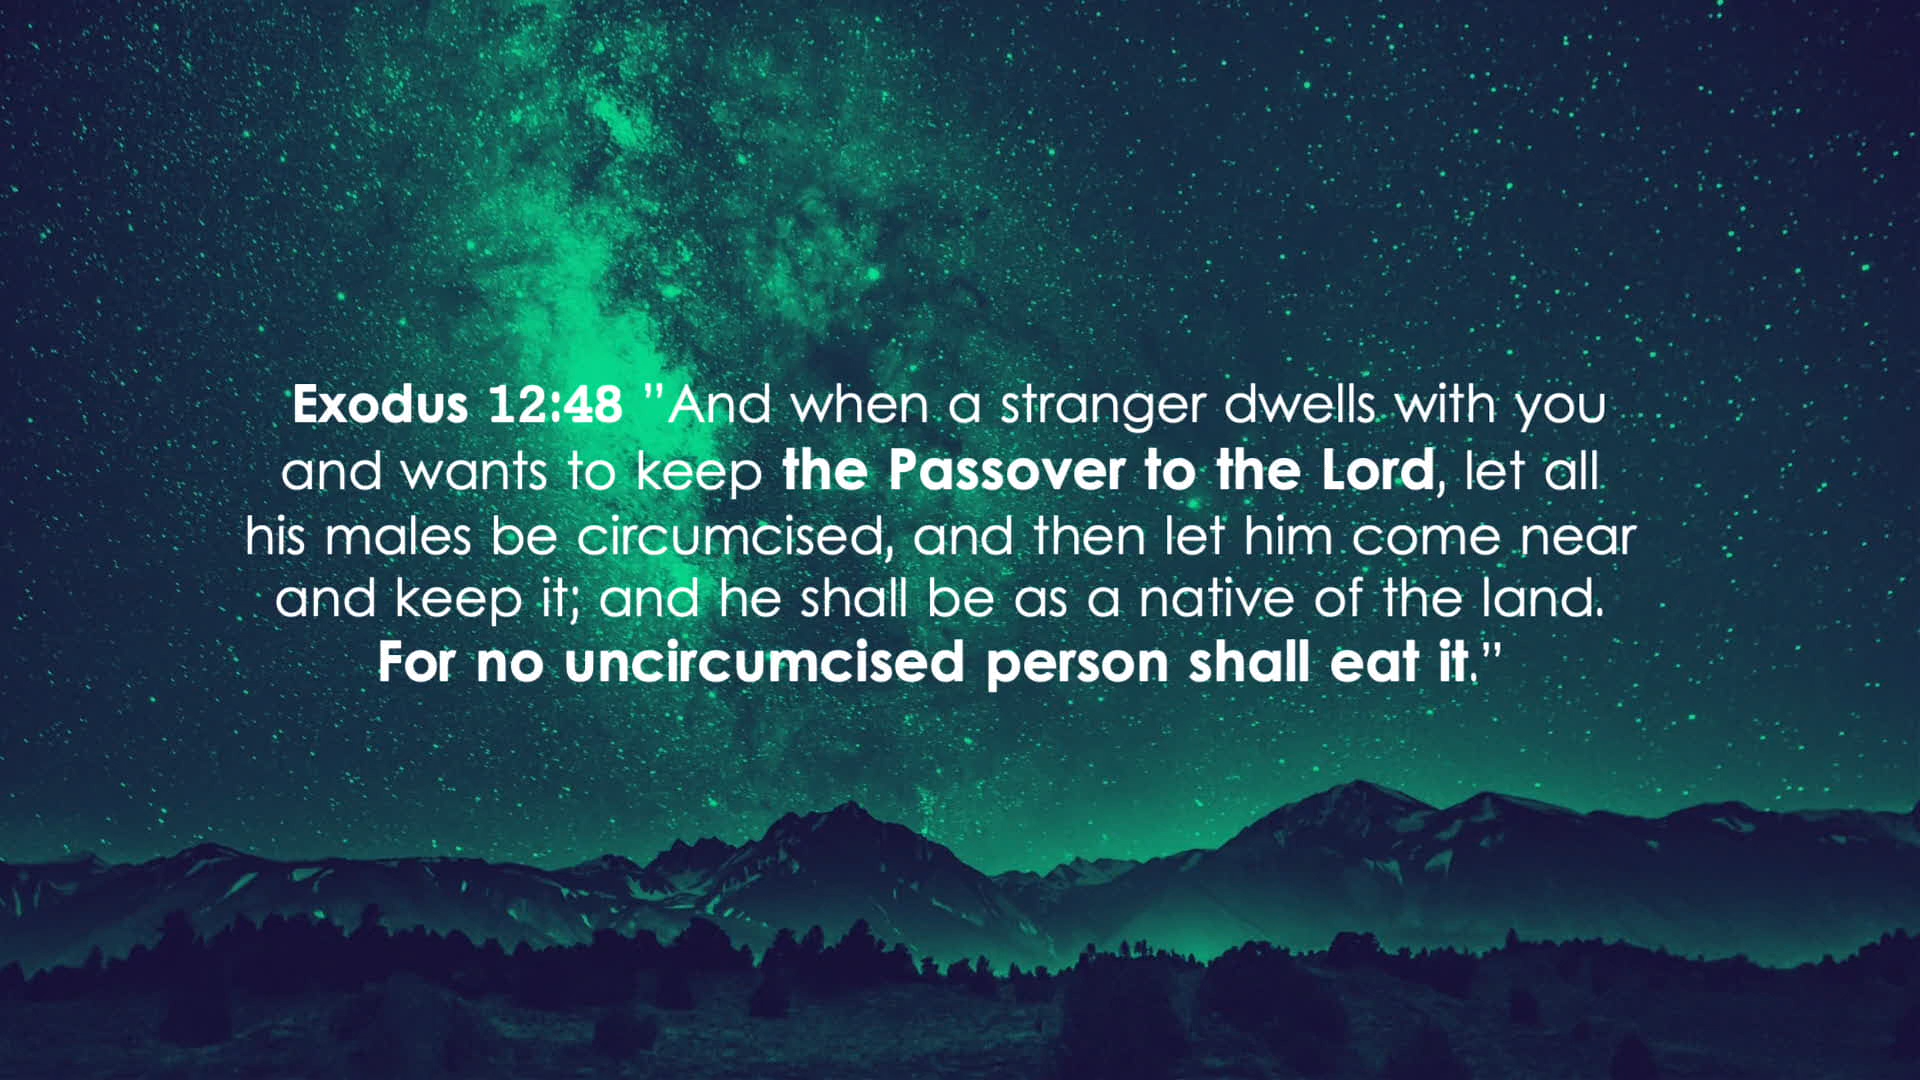 Exodus 12:48 ”And when a stranger dwells with you
and wants to keep the Passover to the Lord, let all
his males be circumcised, and then let him come near
and keep it; and he shall be as a native of the land.
For no uncircumcised person shall eat it.”